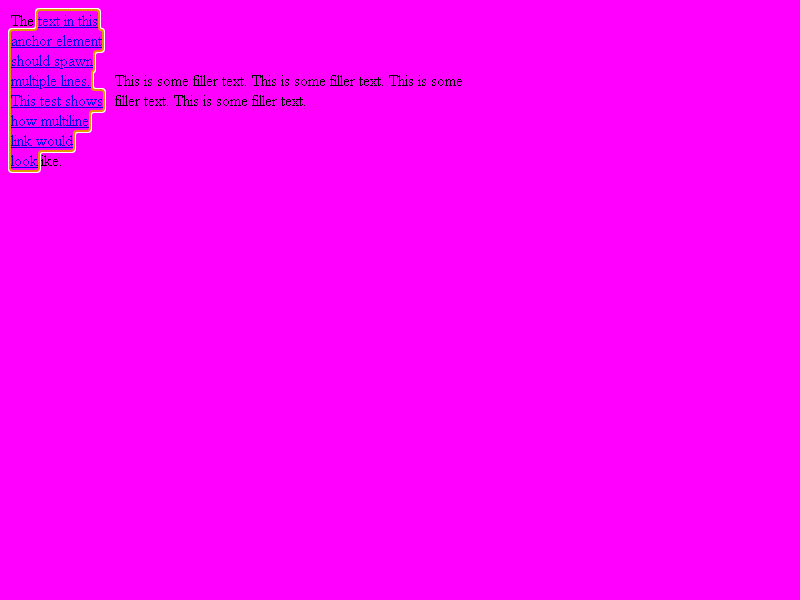 The text in this
anchor element
should spawn
multiple lines.
This test shows
how multiline
link would
look ike.
This is some filler text. This is some filler text. This is some
filler text. This is some filler text.